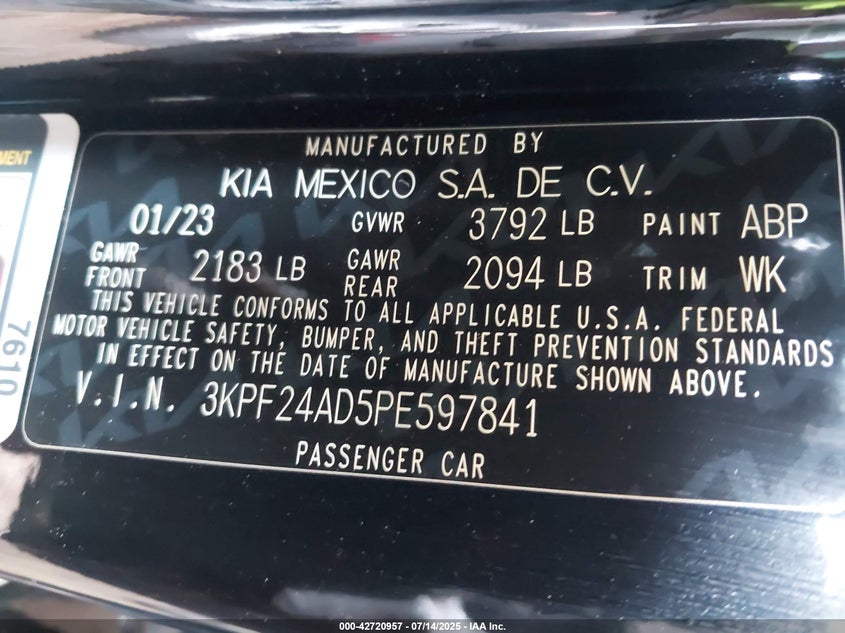 MANUFACTURED BY
KIA MEXICO S.A. DE C.V.
01/23 GVWR 3792 LB PAINT ABP
GAWR FRONT 2183 LB GAWR REAR 2094 LB TRIM WK
THIS VEHICLE CONFORMS TO ALL APPLICABLE U.S.A. FEDERAL
MOTOR VEHICLE SAFETY, BUMPER, AND THEFT PREVENTION STANDARDS
IN EFFECT ON THE DATE OF MANUFACTURE SHOWN ABOVE.
V.I.N. 3KPF24AD5PE597841
PASSENGER CAR
7610
000-42720957 - 07/14/2025 - IAA Inc.